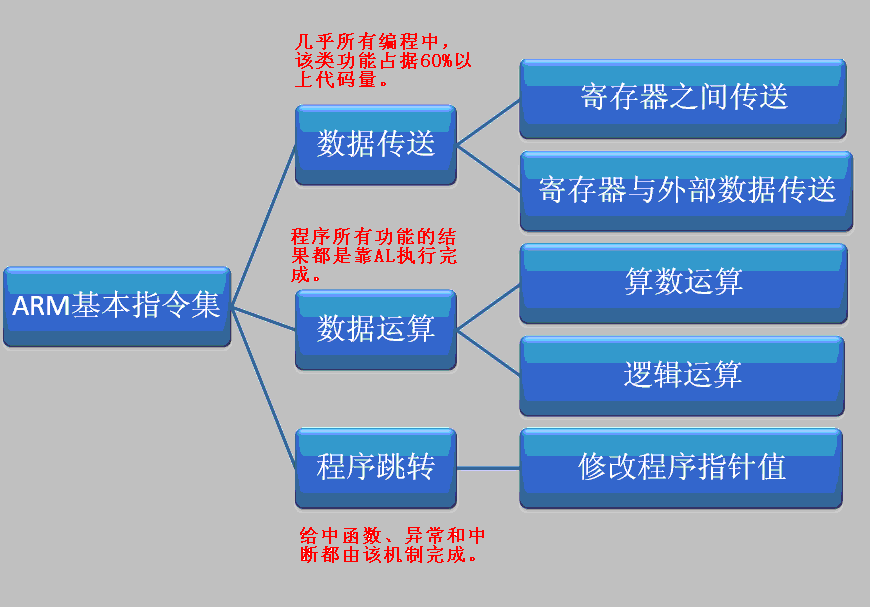 几乎所有编程中，
该类功能占据60%以
上代码量。
寄存器之间传送
数据传送
寄存器与外部数据传送
程序所有功能的结
果都是靠AL执行完
成。
算数运算
ARM基本指令集
数据运算
逻辑运算
程序跳转
修改程序指针值
给中函数、异常和中
断都由该机制完成。